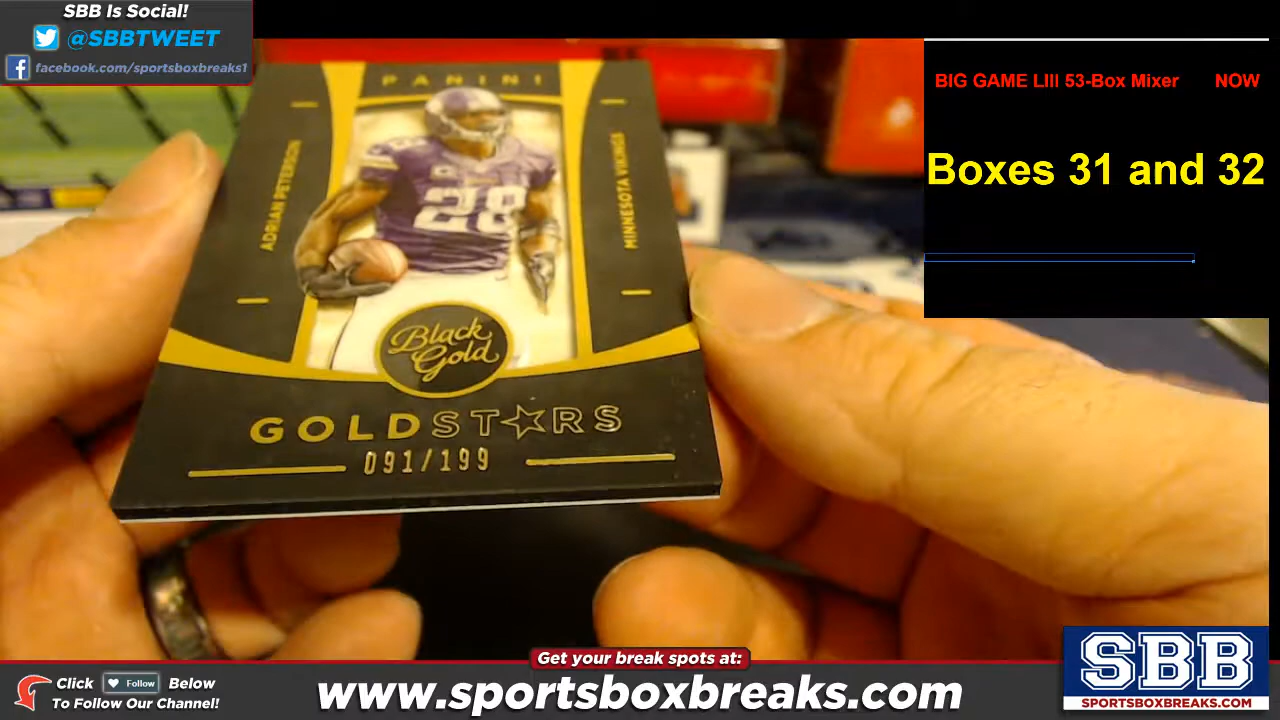 SBB Is Social!
@SBBTWEET
facebook.com/sportsboxbreaks1
BIG GAME LIII 53-Box Mixer NOW
Boxes 31 and 32
PANINI
ADRIAN PETERSON
MINNESOTA VIKINGS
28
Black
Gold
GOLDSTARS
091/199
Get your break spots at:
Click Follow Below
To Follow Our Channel!
www.sportsboxbreaks.com
SBB
SPORTSBOXBREAKS.COM